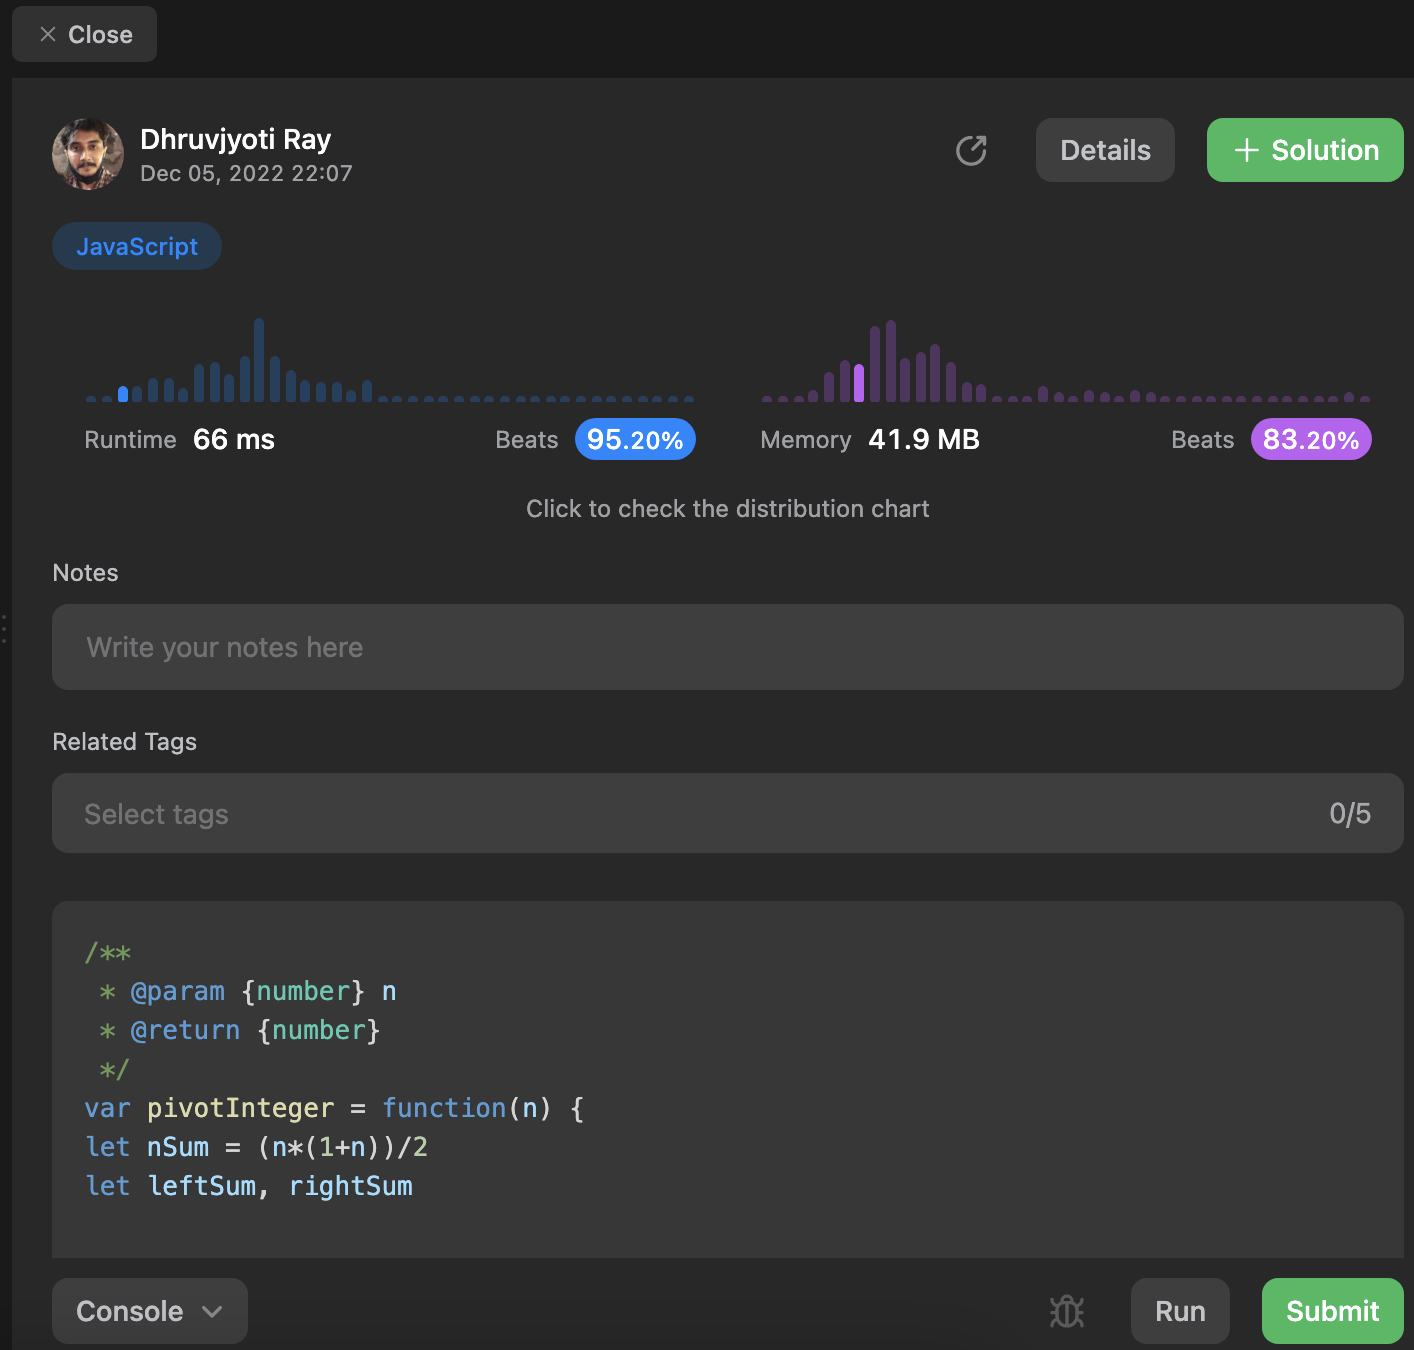 Close
Dhruvjyoti Ray
Dec 05, 2022 22:07
Details
+ Solution
JavaScript
Runtime 66 ms Beats 95.20%
Memory 41.9 MB Beats 83.20%
Click to check the distribution chart
Notes
Write your notes here
Related Tags
Select tags 0/5
/**
 * @param {number} n
 * @return {number}
 */
var pivotInteger = function(n) {
let nSum = (n*(1+n))/2
let leftSum, rightSum
Console
Run
Submit